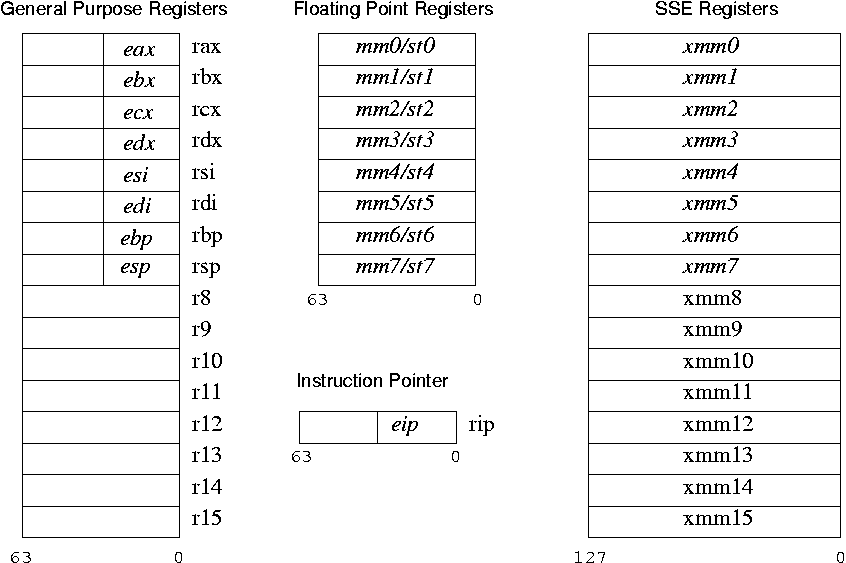 General Purpose Registers
eax rax
ebx rbx
ecx rcx
edx rdx
esi rsi
edi rdi
ebp rbp
esp rsp
r8
r9
r10
r11
r12
r13
r14
r15
63 0
Floating Point Registers
mm0/st0
mm1/st1
mm2/st2
mm3/st3
mm4/st4
mm5/st5
mm6/st6
mm7/st7
63 0
Instruction Pointer
eip rip
63 0
SSE Registers
xmm0
xmm1
xmm2
xmm3
xmm4
xmm5
xmm6
xmm7
xmm8
xmm9
xmm10
xmm11
xmm12
xmm13
xmm14
xmm15
127 0